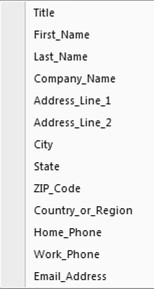 Title
First_Name
Last_Name
Company_Name
Address_Line_1
Address_Line_2
City
State
ZIP_Code
Country_or_Region
Home_Phone
Work_Phone
Email_Address